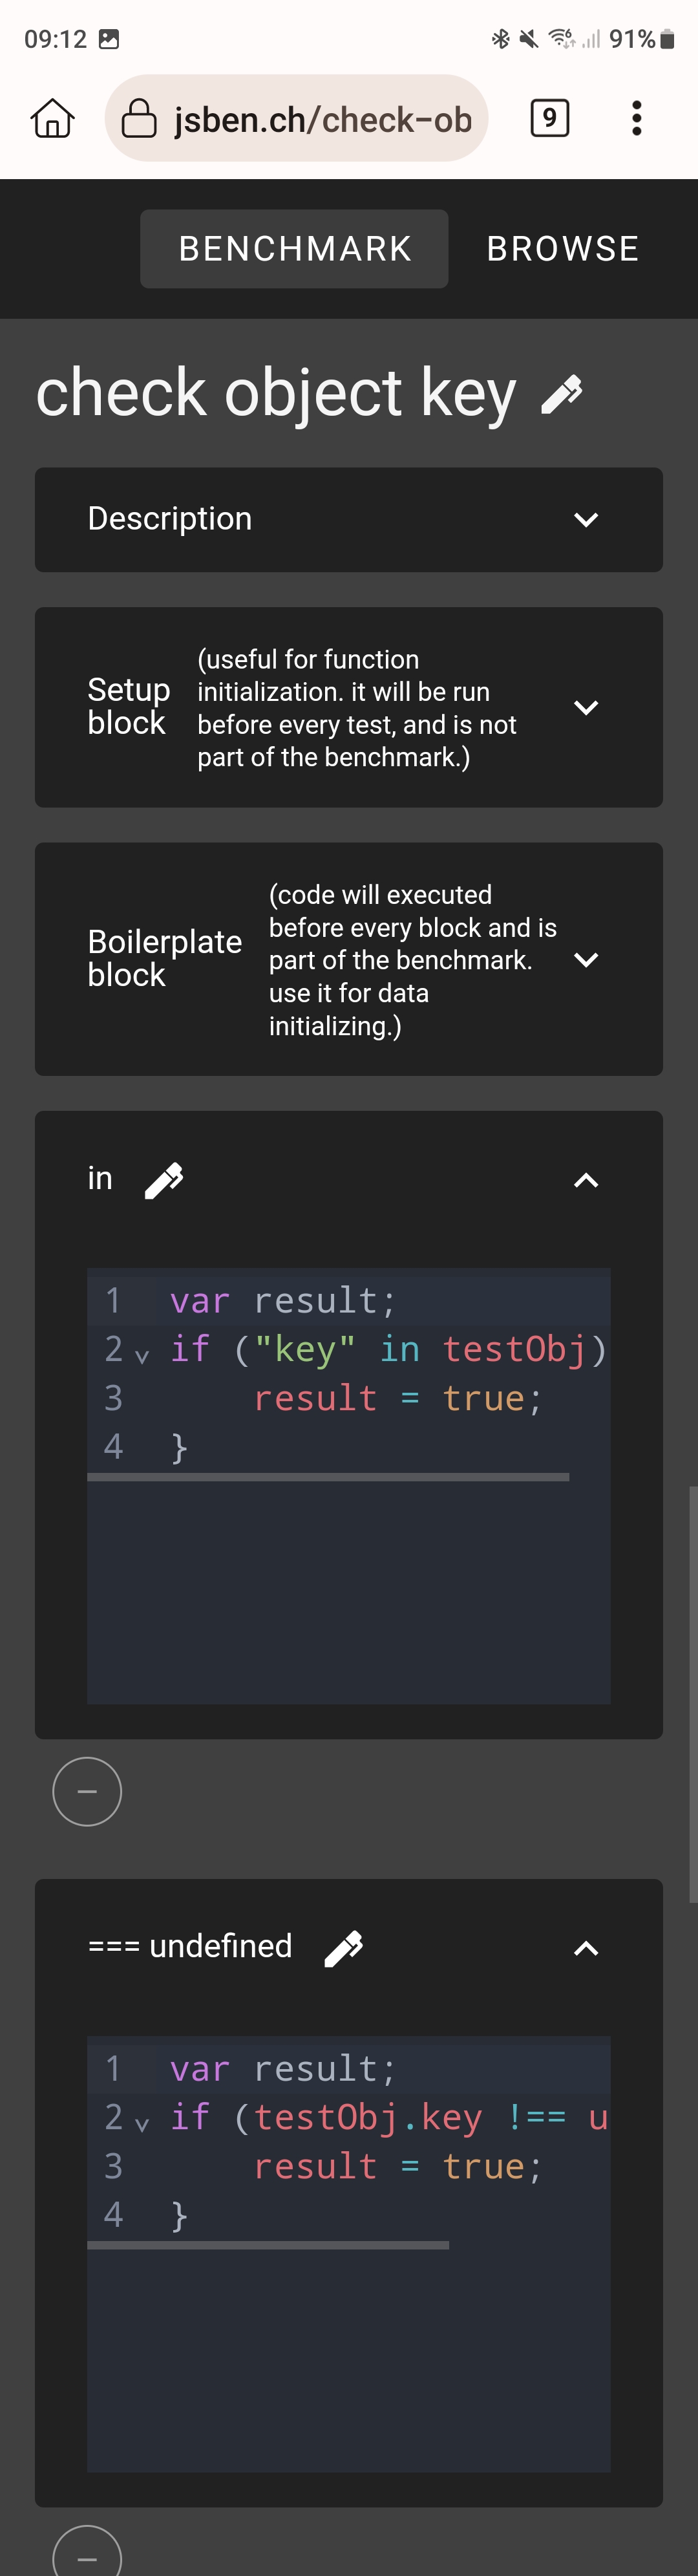 09:12 91%
jsben.ch/check-ob 9
BENCHMARK BROWSE
check object key
Description
Setup block
(useful for function
initialization. it will be run
before every test, and is not
part of the benchmark.)
Boilerplate block
(code will executed
before every block and is
part of the benchmark.
use it for data
initializing.)
in
1 var result;
2 if ("key" in testObj)
3 result = true;
4 }
=== undefined
1 var result;
2 if (testObj.key !== u
3 result = true;
4 }